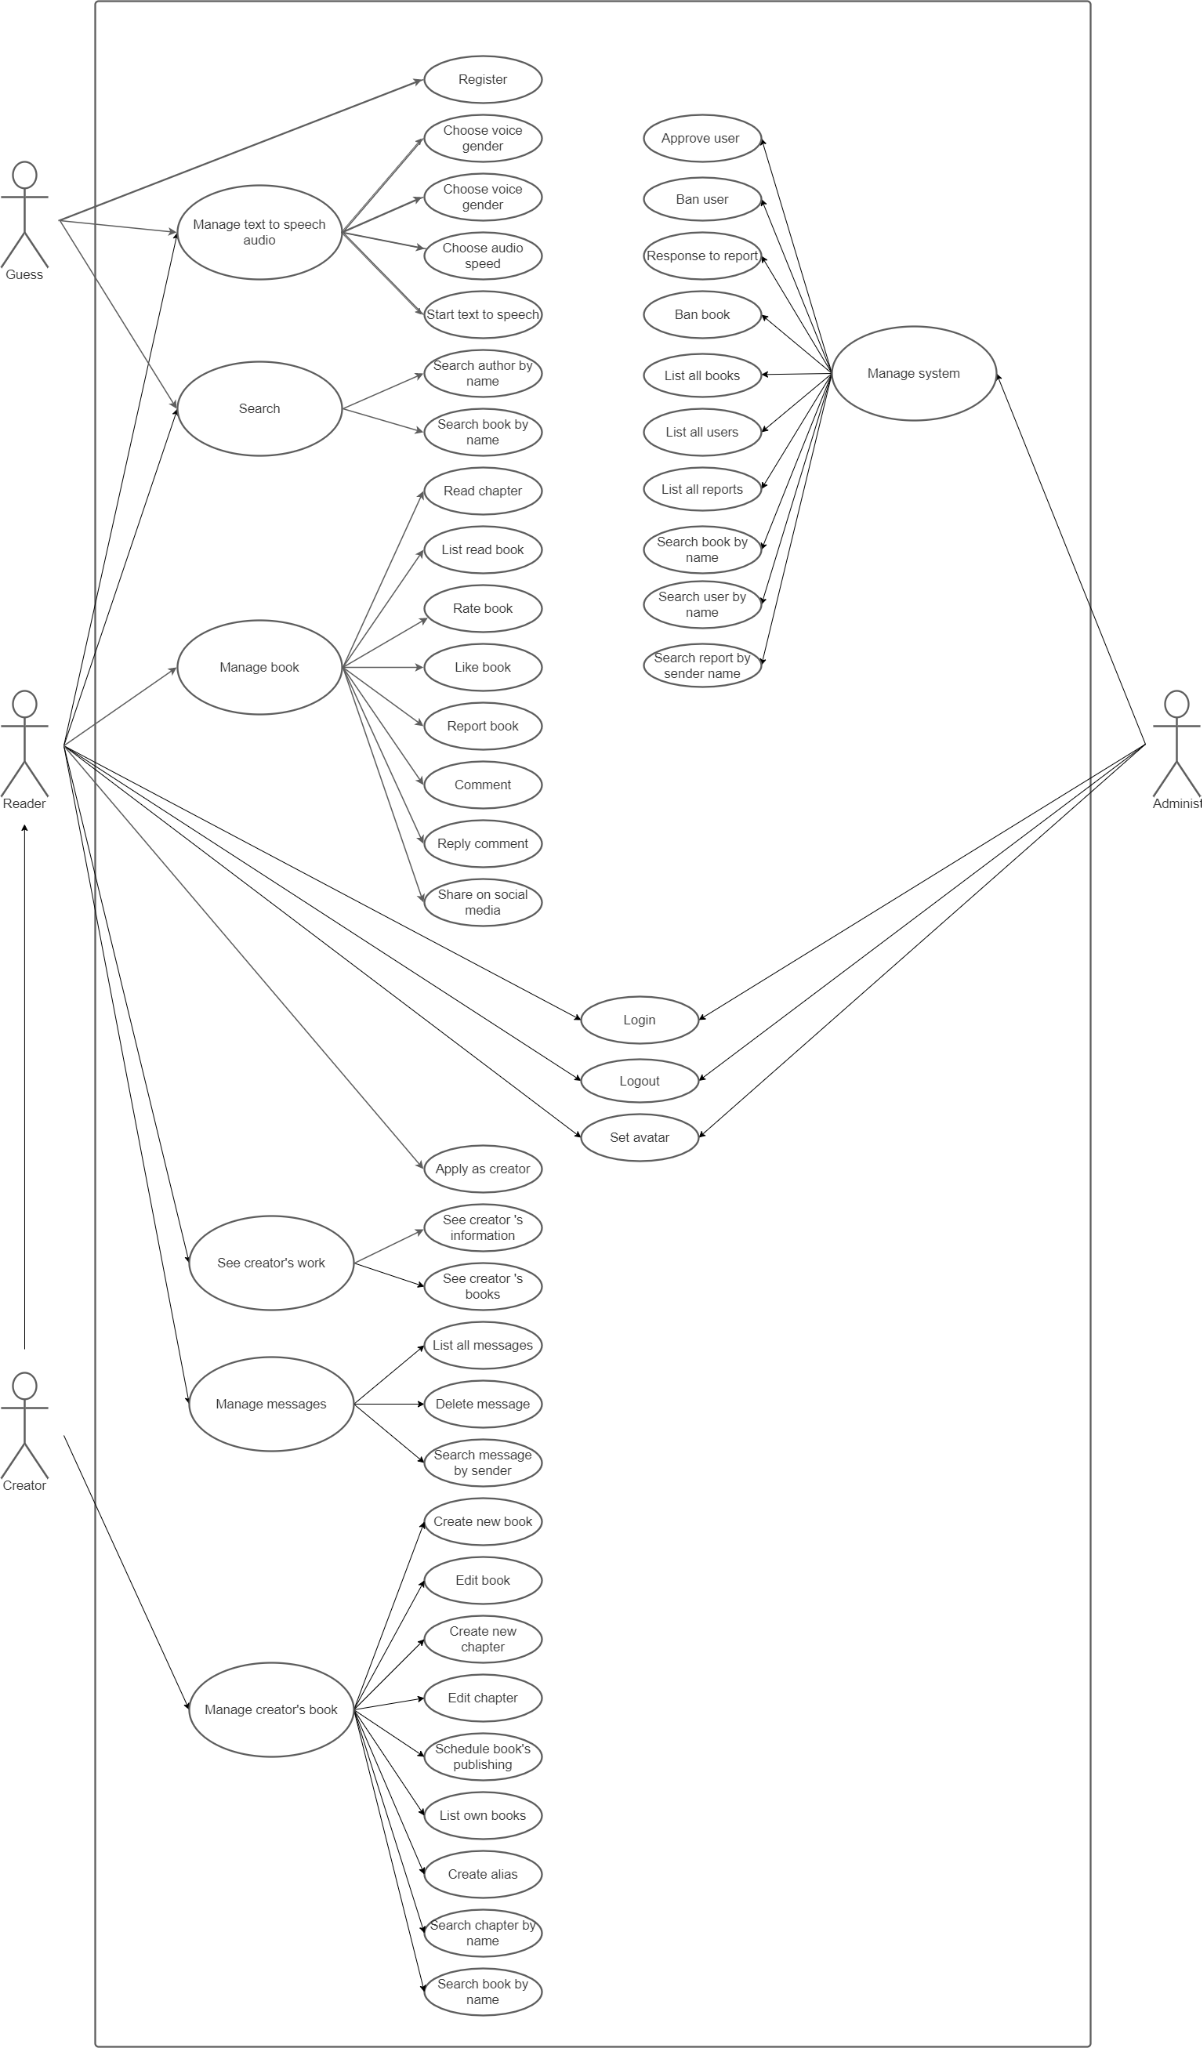 Register
Choose voice
gender
Approve user
Choose voice
gender
Ban user
Manage text to speech
audio
Choose audio
speed
Response to report
Guess
Start text to speech
Ban book
Search author by
name
List all books
Manage system
Search
Search book by
name
List all users
Read chapter
List all reports
List read book
Search book by
name
Rate book
Search user by
name
Manage book
Like book
Search report by
sender name
Report book
Comment
Reader
Administ
Reply comment
Share on social
media
Login
Logout
Set avatar
Apply as creator
See creator 's
information
See creator's work
See creator 's
books
List all messages
Manage messages
Delete message
Search message
by sender
Creator
Create new book
Edit book
Create new
chapter
Edit chapter
Manage creator's book
Schedule book's
publishing
List own books
Create alias
Search chapter by
name
Search book by
name